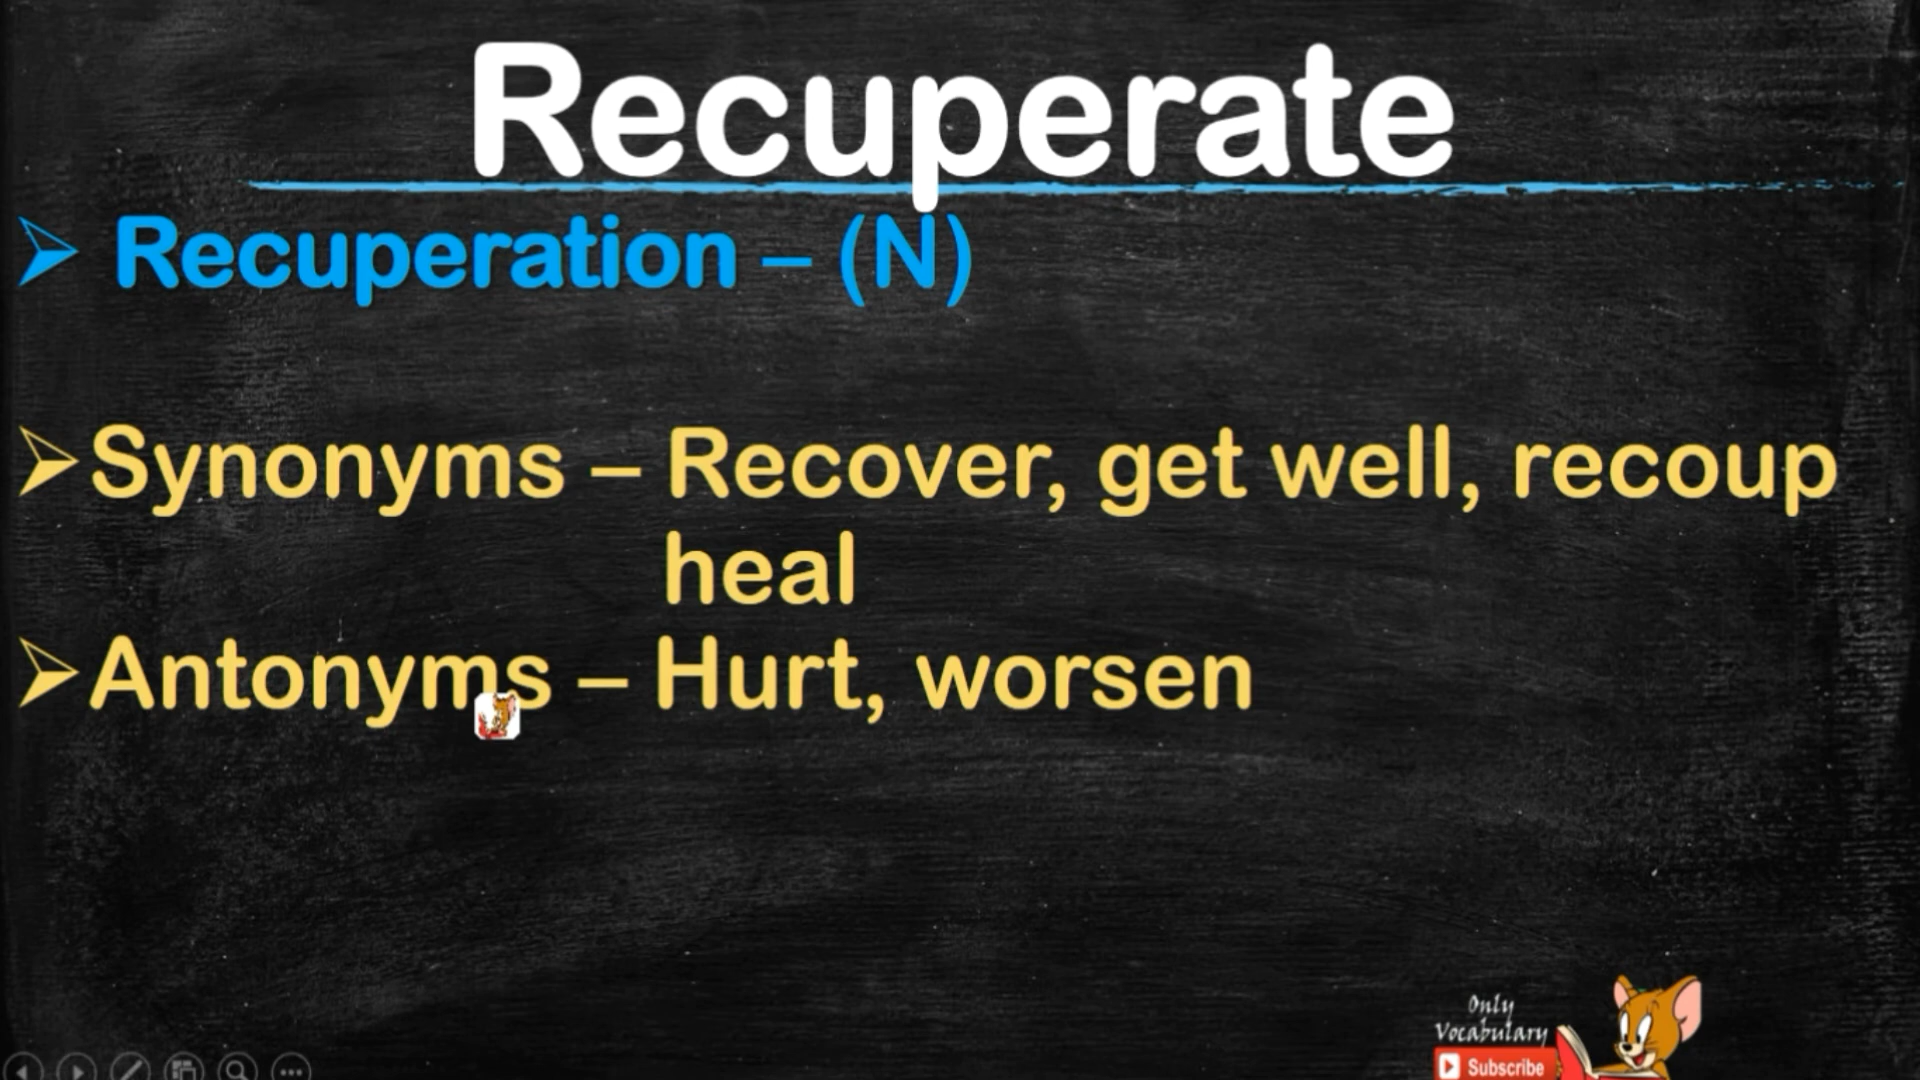 Recuperate
➢ Recuperation – (N)
➢Synonyms – Recover, get well, recoup
heal
➢Antonyms – Hurt, worsen
Only
Vocabulary
Subscribe